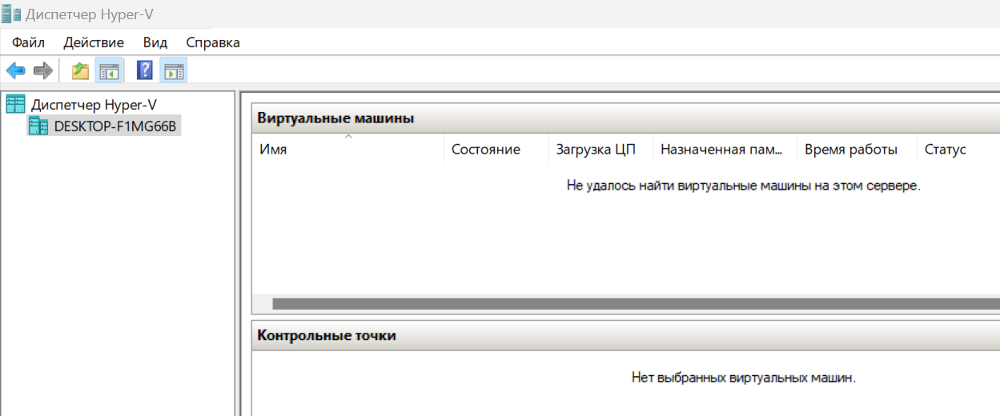 Диспетчер Hyper-V
Файл Действие Вид Справка
Диспетчер Hyper-V
DESKTOP-F1MG66B
Виртуальные машины
Имя Состояние Загрузка ЦП Назначенная пам... Время работы Статус
Не удалось найти виртуальные машины на этом сервере.
Контрольные точки
Нет выбранных виртуальных машин.